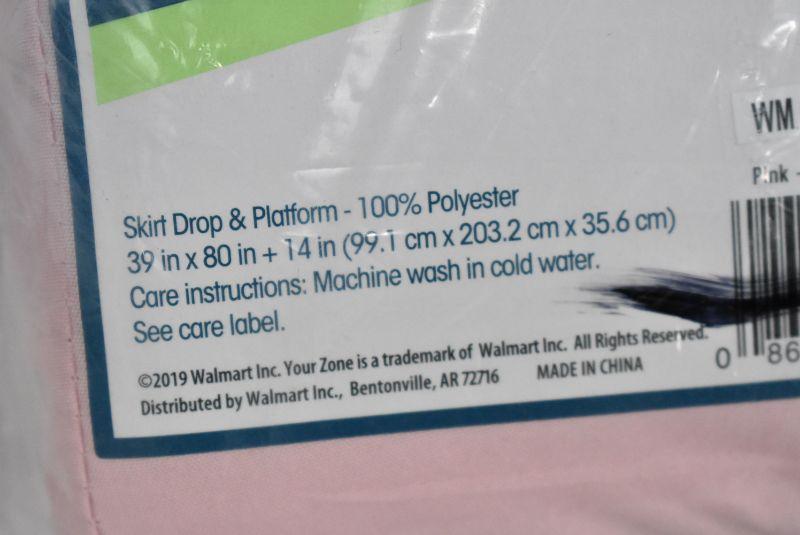 WM
Pink -
Skirt Drop & Platform - 100% Polyester
39 in x 80 in + 14 in (99.1 cm x 203.2 cm x 35.6 cm)
Care instructions: Machine wash in cold water.
See care label.
©2019 Walmart Inc. Your Zone is a trademark of Walmart Inc. All Rights Reserved.
Distributed by Walmart Inc., Bentonville, AR 72716 MADE IN CHINA
0 86